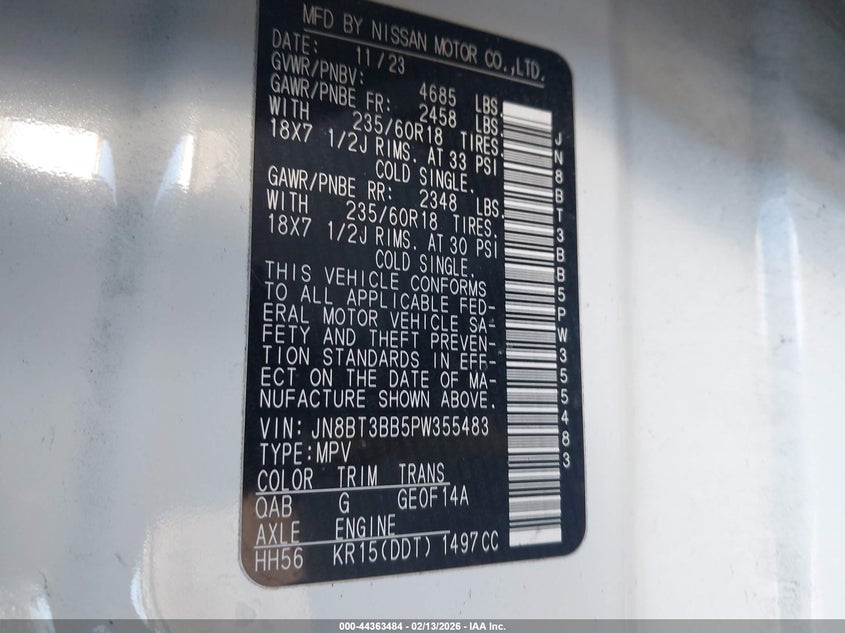 MFD BY NISSAN MOTOR CO.,LTD.
DATE: 11/23
GVWR/PNBV: 4685 LBS.
GAWR/PNBE FR: 2458 LBS.
WITH 235/60R18 TIRES.
18X7 1/2J RIMS. AT 33 PSI
COLD SINGLE.
GAWR/PNBE RR: 2348 LBS.
WITH 235/60R18 TIRES.
18X7 1/2J RIMS. AT 30 PSI
COLD SINGLE.
THIS VEHICLE CONFORMS
TO ALL APPLICABLE FED-
ERAL MOTOR VEHICLE SA-
FETY AND THEFT PREVEN-
TION STANDARDS IN EFF-
ECT ON THE DATE OF MA-
NUFACTURE SHOWN ABOVE.
VIN: JN8BT3BB5PW355483
TYPE:MPV
COLOR TRIM TRANS
QAB G GE0F14A
AXLE ENGINE
HH56 KR15(DDT) 1497CC
JN8BT3BB5PW355483
000-44363484 - 02/13/2026 - IAA Inc.